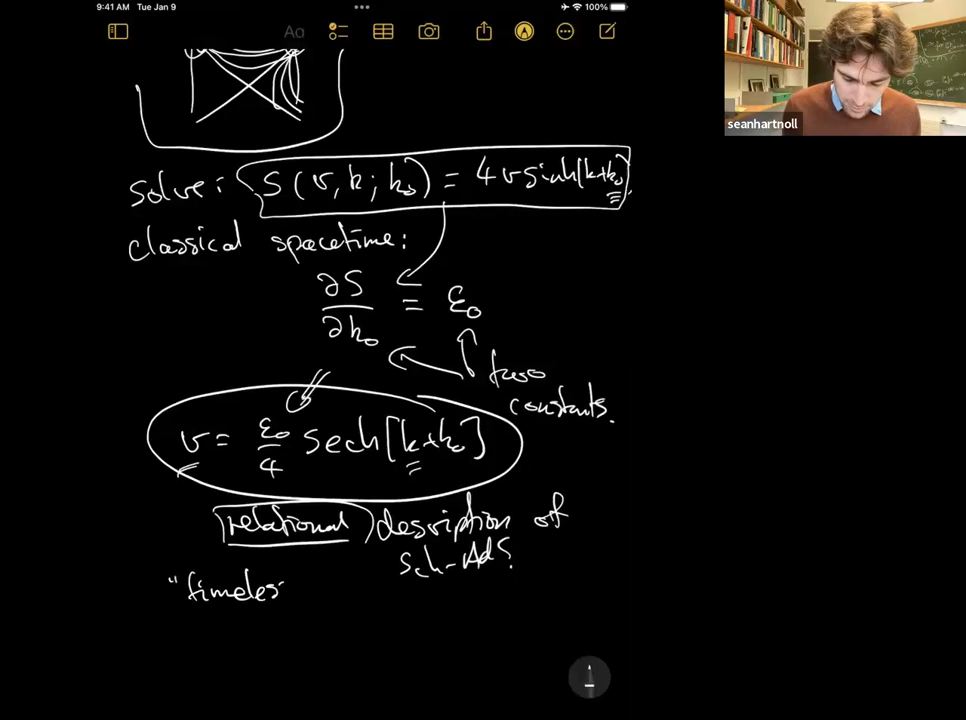 9:41 AM Tue Jan 9
100%
Aa
seanhartnoll
solve: S(v, k; k₀) = 4 v sinh[k+k₀]
classical spacetime:
∂S/∂k₀ = ε₀
free
constants.
v = ε₀/4 sech[k+k₀]
relational description of
Sch-AdS
"timeles